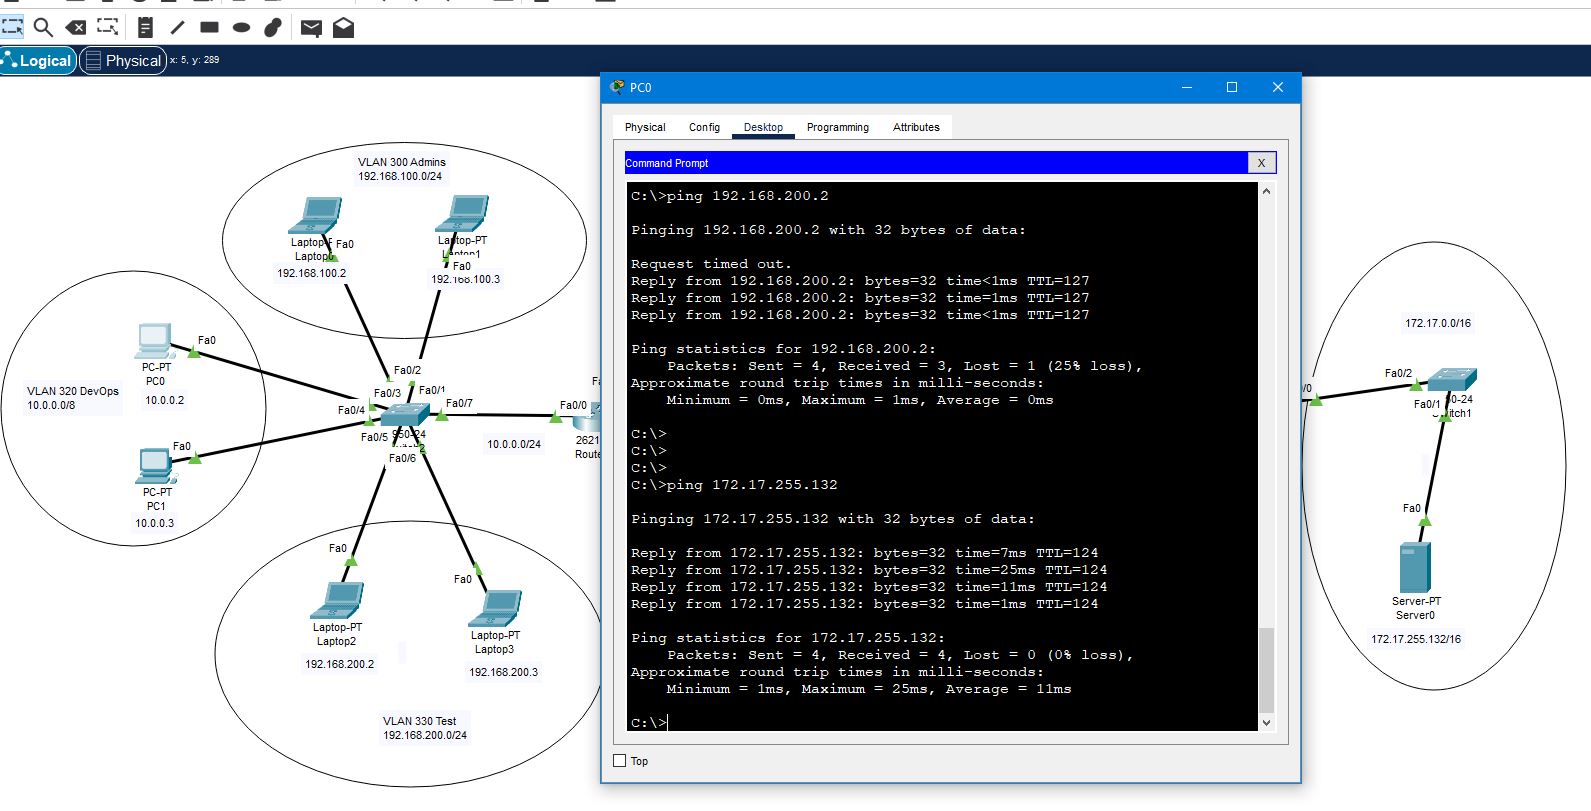 Logical
Physical
x: 5, y: 289
PC0
Physical
Config
Desktop
Programming
Attributes
Command Prompt
X
C:\>ping 192.168.200.2
Pinging 192.168.200.2 with 32 bytes of data:
Request timed out.
Reply from 192.168.200.2: bytes=32 time<1ms TTL=127
Reply from 192.168.200.2: bytes=32 time=1ms TTL=127
Reply from 192.168.200.2: bytes=32 time<1ms TTL=127
Ping statistics for 192.168.200.2:
Packets: Sent = 4, Received = 3, Lost = 1 (25% loss),
Approximate round trip times in milli-seconds:
Minimum = 0ms, Maximum = 1ms, Average = 0ms
C:\>
C:\>
C:\>
C:\>ping 172.17.255.132
Pinging 172.17.255.132 with 32 bytes of data:
Reply from 172.17.255.132: bytes=32 time=7ms TTL=124
Reply from 172.17.255.132: bytes=32 time=25ms TTL=124
Reply from 172.17.255.132: bytes=32 time=11ms TTL=124
Reply from 172.17.255.132: bytes=32 time=1ms TTL=124
Ping statistics for 172.17.255.132:
Packets: Sent = 4, Received = 4, Lost = 0 (0% loss),
Approximate round trip times in milli-seconds:
Minimum = 1ms, Maximum = 25ms, Average = 11ms
C:\>
Top
VLAN 300 Admins
192.168.100.0/24
Fa0
192.168.100.2
Laptop-PT
Laptop1
Fa0
192.168.100.3
VLAN 320 DevOps
10.0.0.0/8
Fa0
PC-PT
PC0
10.0.0.2
Fa0
PC-PT
PC1
10.0.0.3
Fa0/2
Fa0/3
Fa0/1
Fa0/4
Fa0/7
Fa0/5
Fa0/6
10.0.0.0/24
Fa0/0
2621
Fa0
Laptop-PT
Laptop2
192.168.200.2
Fa0
Laptop-PT
Laptop3
192.168.200.3
VLAN 330 Test
192.168.200.0/24
172.17.0.0/16
Fa0/2
Fa0/1
Fa0
Server-PT
Server0
172.17.255.132/16